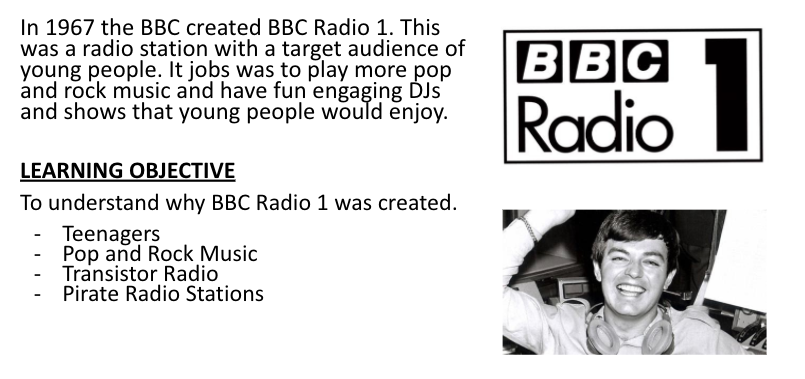 In 1967 the BBC created BBC Radio 1. This
was a radio station with a target audience of
young people. It jobs was to play more pop
and rock music and have fun engaging DJs
and shows that young people would enjoy.
LEARNING OBJECTIVE
To understand why BBC Radio 1 was created.
- Teenagers
- Pop and Rock Music
- Transistor Radio
- Pirate Radio Stations
BBC
Radio 1